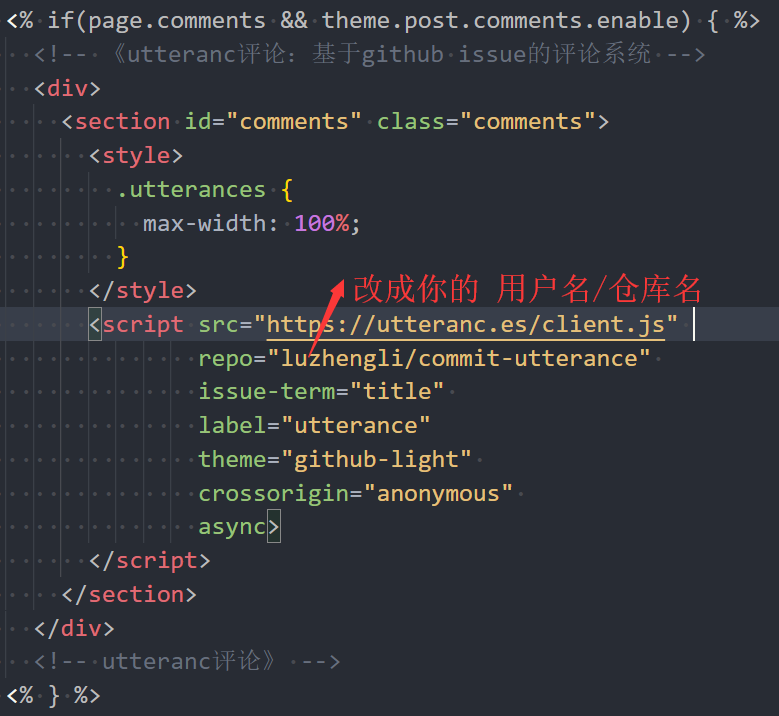 <% if(page.comments && theme.post.comments.enable) { %>
<!-- 《utteranc评论：基于github issue的评论系统 -->
<div>
<section id="comments" class="comments">
<style>
.utterances {
max-width: 100%;
}
</style>
改成你的 用户名/仓库名
<script src="https://utteranc.es/client.js"
repo="luzhengli/commit-utterance"
issue-term="title"
label="utterance"
theme="github-light"
crossorigin="anonymous"
async>
</script>
</section>
</div>
<!-- utteranc评论》 -->
<% } %>